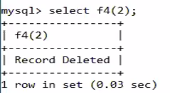 mysql> select f4(2);
+----------------+
| f4(2)          |
+----------------+
| Record Deleted |
+----------------+
1 row in set (0.03 sec)